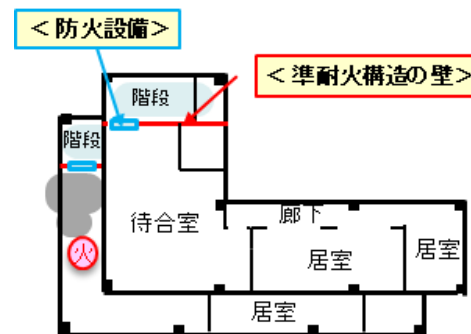 ＜防火設備＞
＜準耐火構造の壁＞
階段
階段
待合室
廊下
居室
居室
火
居室